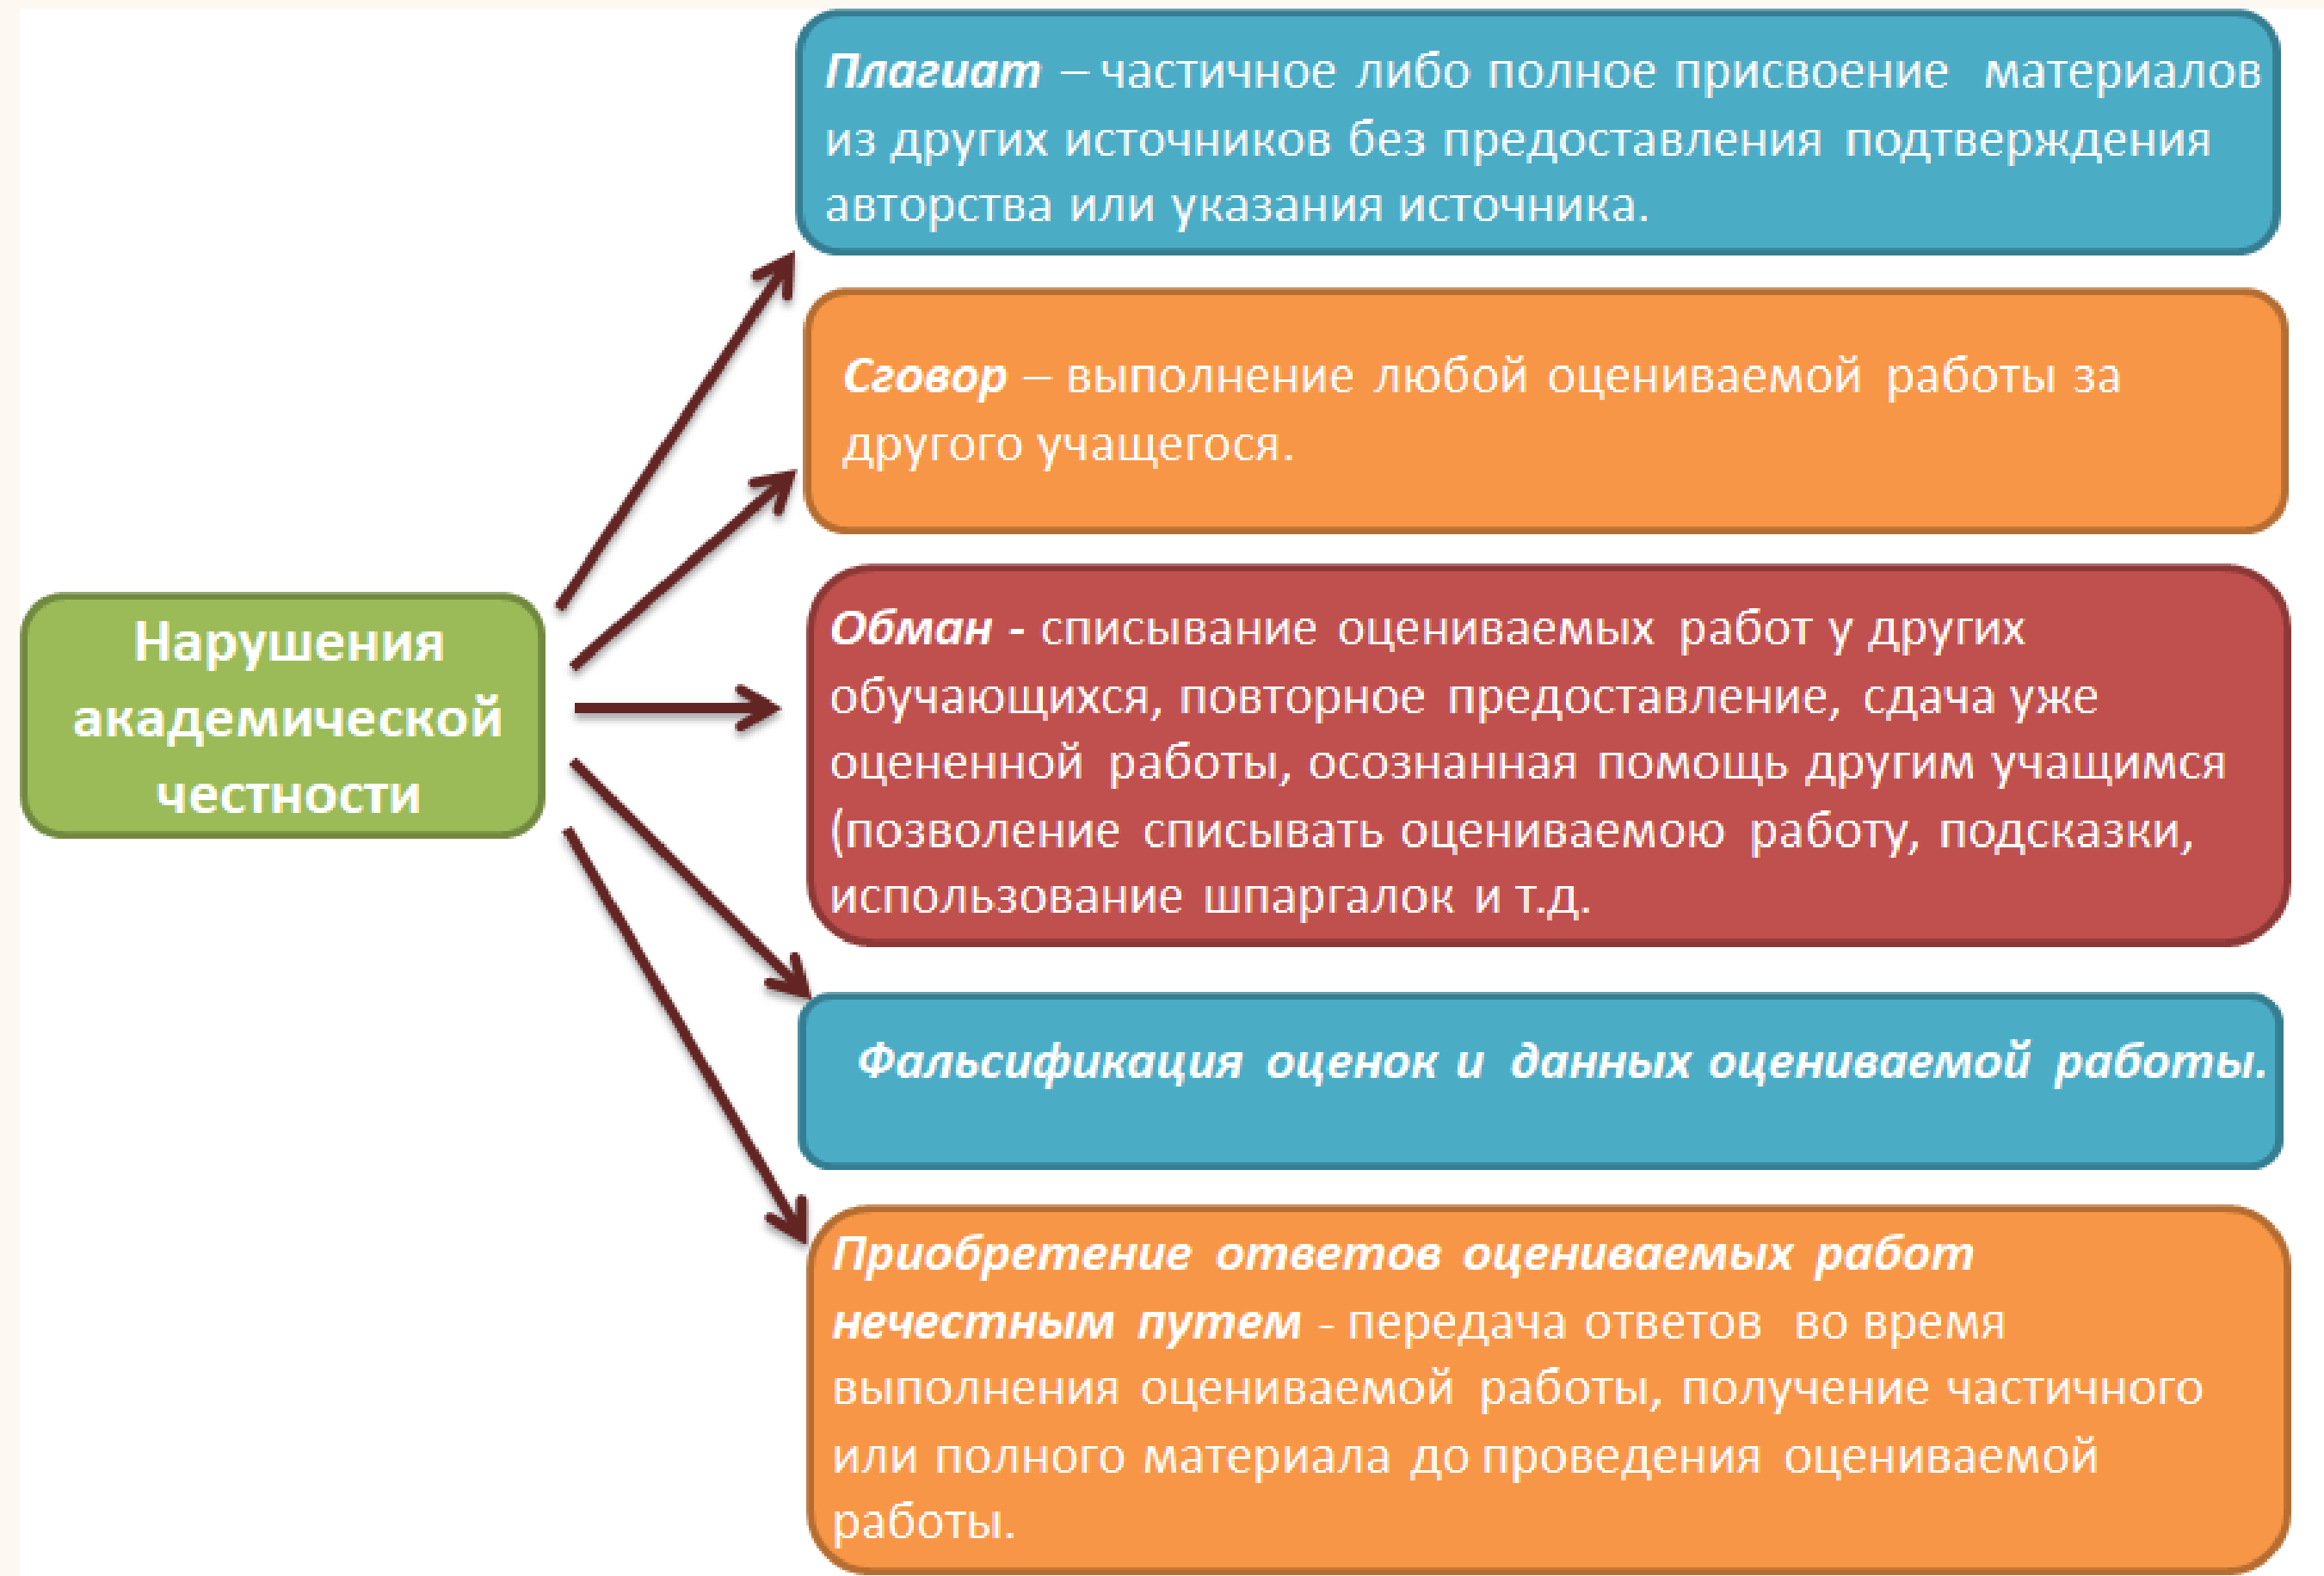 Плагиат – частичное либо полное присвоение материалов
из других источников без предоставления подтверждения
авторства или указания источника.
Сговор – выполнение любой оцениваемой работы за
другого учащегося.
Нарушения
академической
честности
Обман - списывание оцениваемых работ у других
обучающихся, повторное предоставление, сдача уже
оцененной работы, осознанная помощь другим учащимся
(позволение списывать оцениваемою работу, подсказки,
использование шпаргалок и т.д.
Фальсификация оценок и данных оцениваемой работы.
Приобретение ответов оцениваемых работ
нечестным путем - передача ответов во время
выполнения оцениваемой работы, получение частичного
или полного материала до проведения оцениваемой
работы.